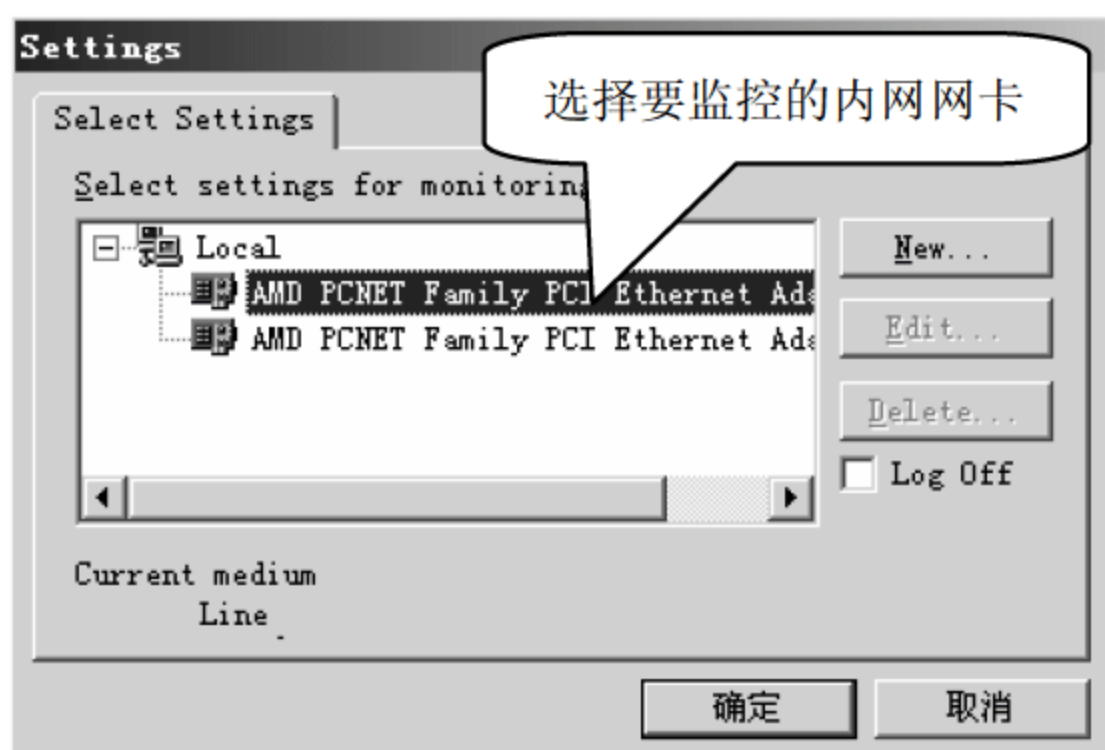 Settings
选择要监控的内网网卡
Select Settings
Select settings for monitoring
Local
AMD PCNET Family PCI Ethernet Ada
AMD PCNET Family PCI Ethernet Ada
New...
Edit...
Delete...
Log Off
Current medium
Line
确定
取消